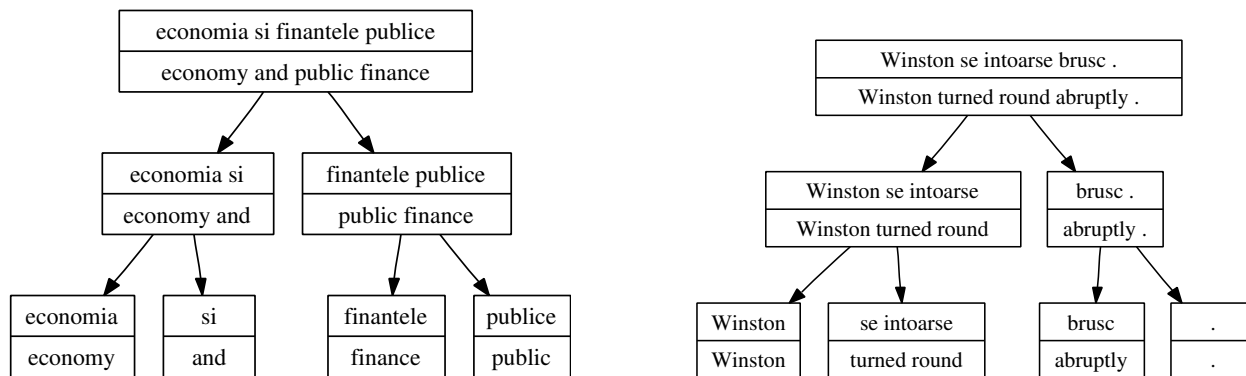 economia si finantele publice
economy and public finance
economia si
economy and
finantele publice
public finance
economia
economy
si
and
finantele
finance
publice
public
Winston se intoarse brusc .
Winston turned round abruptly .
Winston se intoarse
Winston turned round
brusc .
abruptly .
Winston
Winston
se intoarse
turned round
brusc
abruptly
.
.